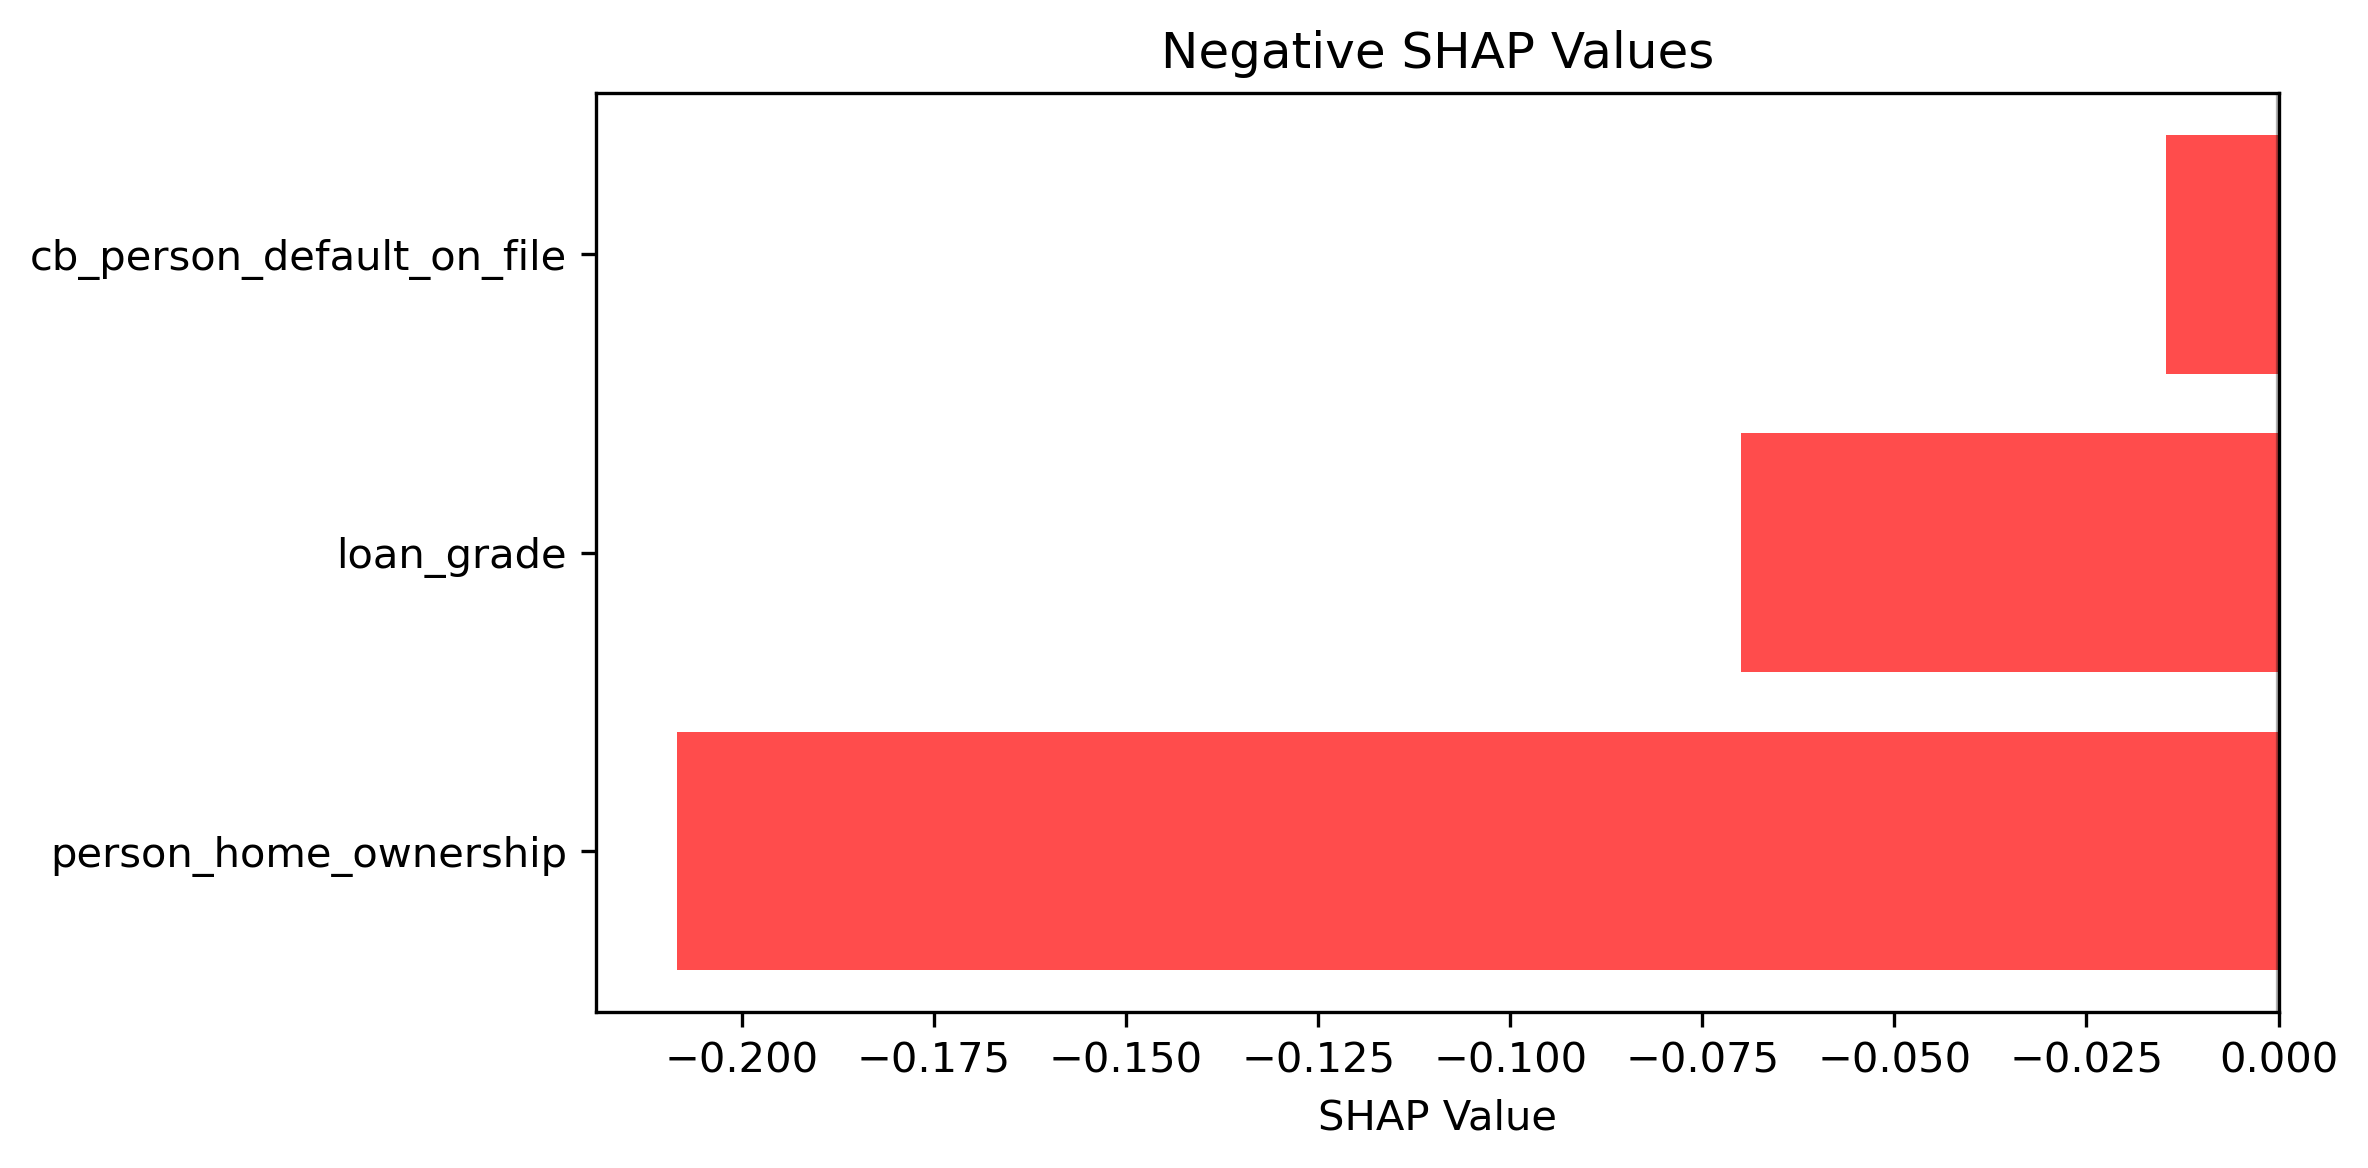 Negative SHAP Values
cb_person_default_on_file
loan_grade
person_home_ownership
−0.200 −0.175 −0.150 −0.125 −0.100 −0.075 −0.050 −0.025 0.000
SHAP Value